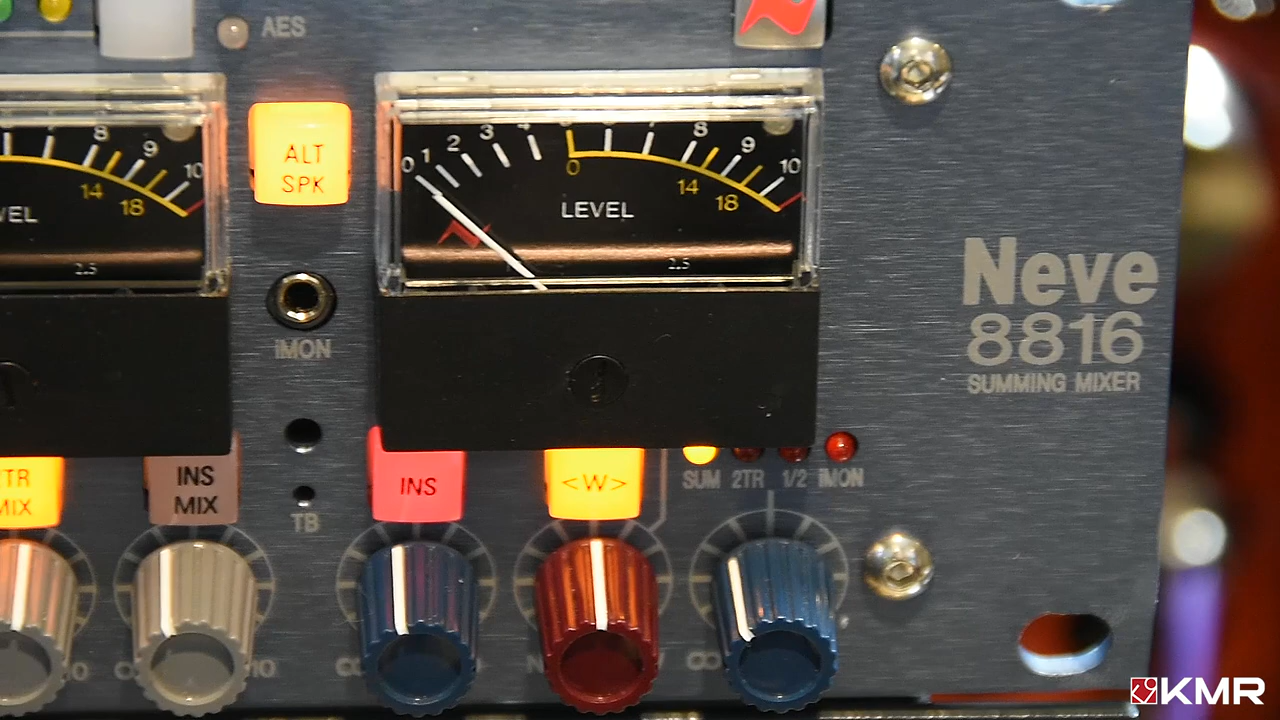 AES
ALT
SPK
8
9
10
14
18
VEL
2.5
0
1
2
3
4
8
9
10
0
14
18
LEVEL
2.5
Neve
8816
SUMMING MIXER
iMON
TR
MIX
INS
MIX
TB
INS
<W>
SUM
2TR
1/2
iMON
10
∞
N
∞
KMR